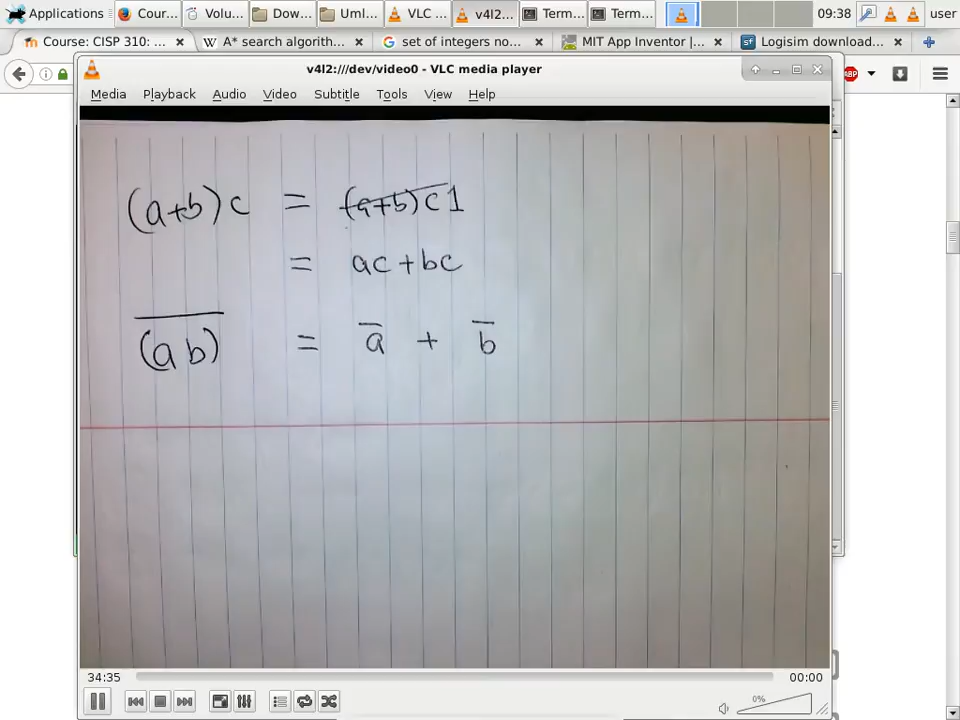 Applications Cour... Volu... Dow... Uml... VLC ... v4l2... Term... Term... 09:38 user
Course: CISP 310: ... A* search algorith... set of integers no... MIT App Inventor | ... Logisim download...
v4l2:///dev/video0 - VLC media player
ABP
Media Playback Audio Video Subtitle Tools View Help
(a+b)c = (a+b)c1
= ac+bc
(ab)̅ = a̅ + b̅
34:35 00:00
0%